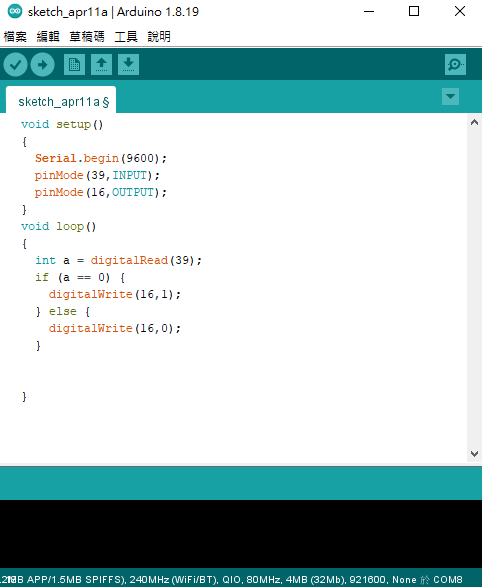 sketch_apr11a | Arduino 1.8.19
檔案 編輯 草稿碼 工具 說明
sketch_apr11a §
void setup()
{
  Serial.begin(9600);
  pinMode(39,INPUT);
  pinMode(16,OUTPUT);
}
void loop()
{
  int a = digitalRead(39);
  if (a == 0) {
    digitalWrite(16,1);
  } else {
    digitalWrite(16,0);
  }
}
MB APP/1.5MB SPIFFS), 240MHz (WiFi/BT), QIO, 80MHz, 4MB (32Mb), 921600, None 於 COM8